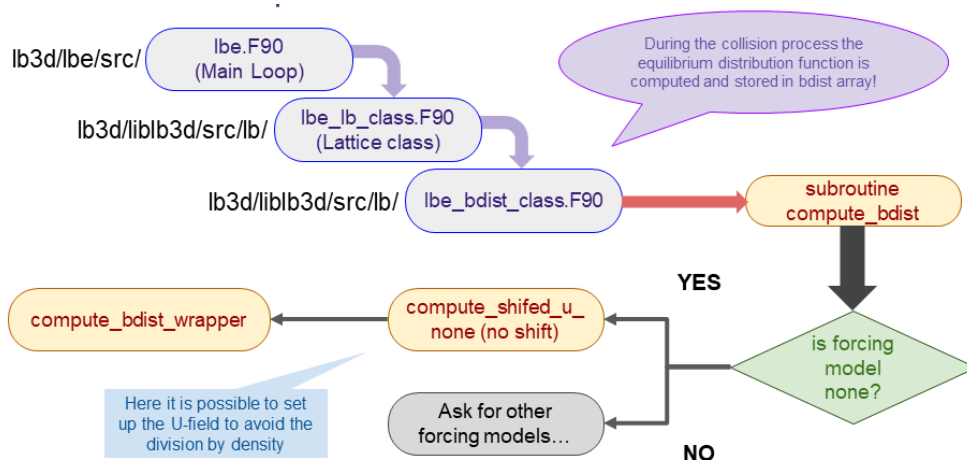 lb3d/lbe/src/
lbe.F90
(Main Loop)
During the collision process the
equilibrium distribution function is
computed and stored in bdist array!
lb3d/liblb3d/src/lb/
lbe_lb_class.F90
(Lattice class)
lb3d/liblb3d/src/lb/
lbe_bdist_class.F90
subroutine
compute_bdist
YES
compute_bdist_wrapper
compute_shifed_u_
none (no shift)
is forcing
model
none?
Here it is possible to set
up the U-field to avoid the
division by density
Ask for other
forcing models…
NO